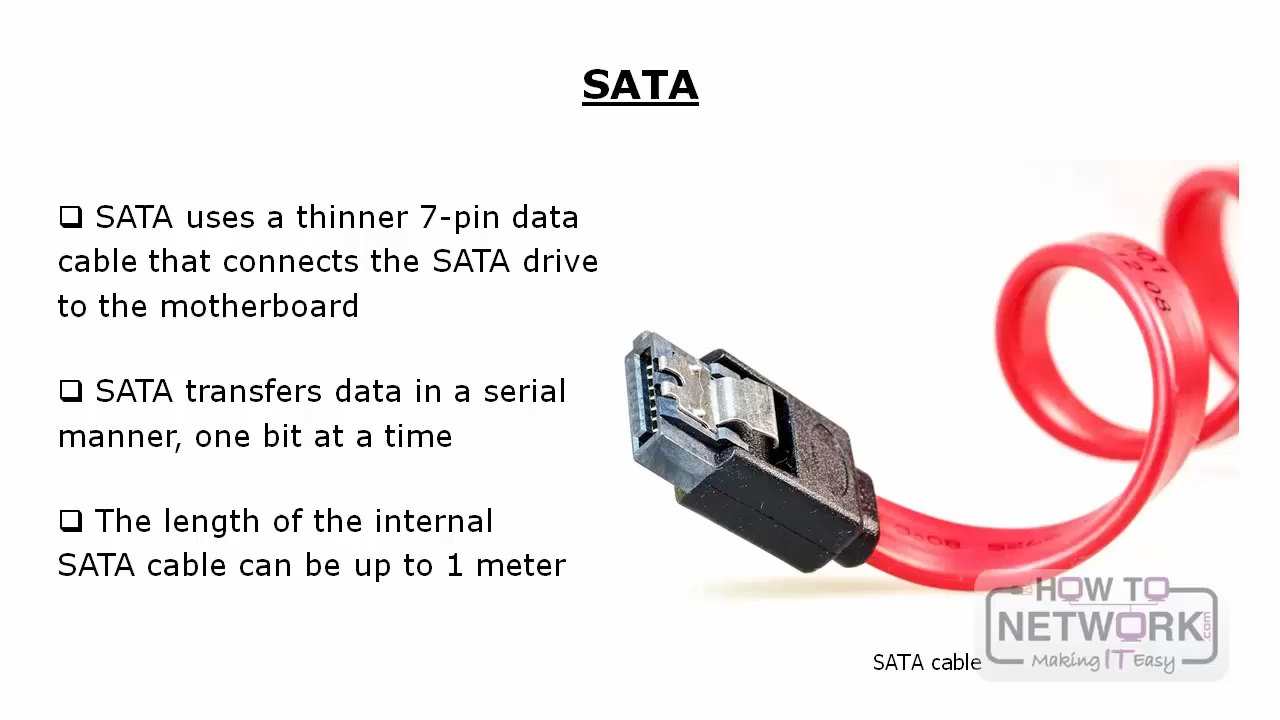 SATA
❑ SATA uses a thinner 7-pin data
cable that connects the SATA drive
to the motherboard
❑ SATA transfers data in a serial
manner, one bit at a time
❑ The length of the internal
SATA cable can be up to 1 meter
SATA cable
HOW TO
NETWORK.com
Making IT Easy